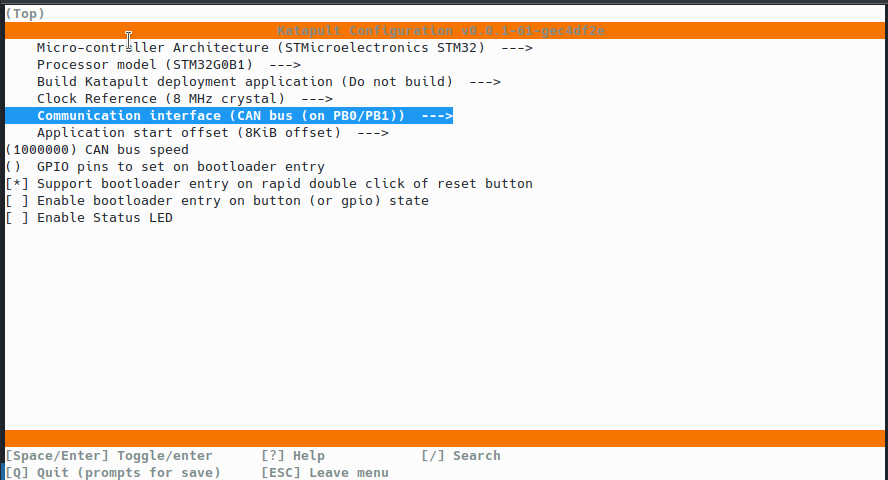 (Top)
Katapult Configuration v0.0.1-61-gec4df2e
Micro-controller Architecture (STMicroelectronics STM32)  --->
Processor model (STM32G0B1)  --->
Build Katapult deployment application (Do not build)  --->
Clock Reference (8 MHz crystal)  --->
Communication interface (CAN bus (on PB0/PB1))  --->
Application start offset (8KiB offset)  --->
(1000000) CAN bus speed
()  GPIO pins to set on bootloader entry
[*] Support bootloader entry on rapid double click of reset button
[ ] Enable bootloader entry on button (or gpio) state
[ ] Enable Status LED
[Space/Enter] Toggle/enter      [?] Help            [/] Search
[Q] Quit (prompts for save)     [ESC] Leave menu